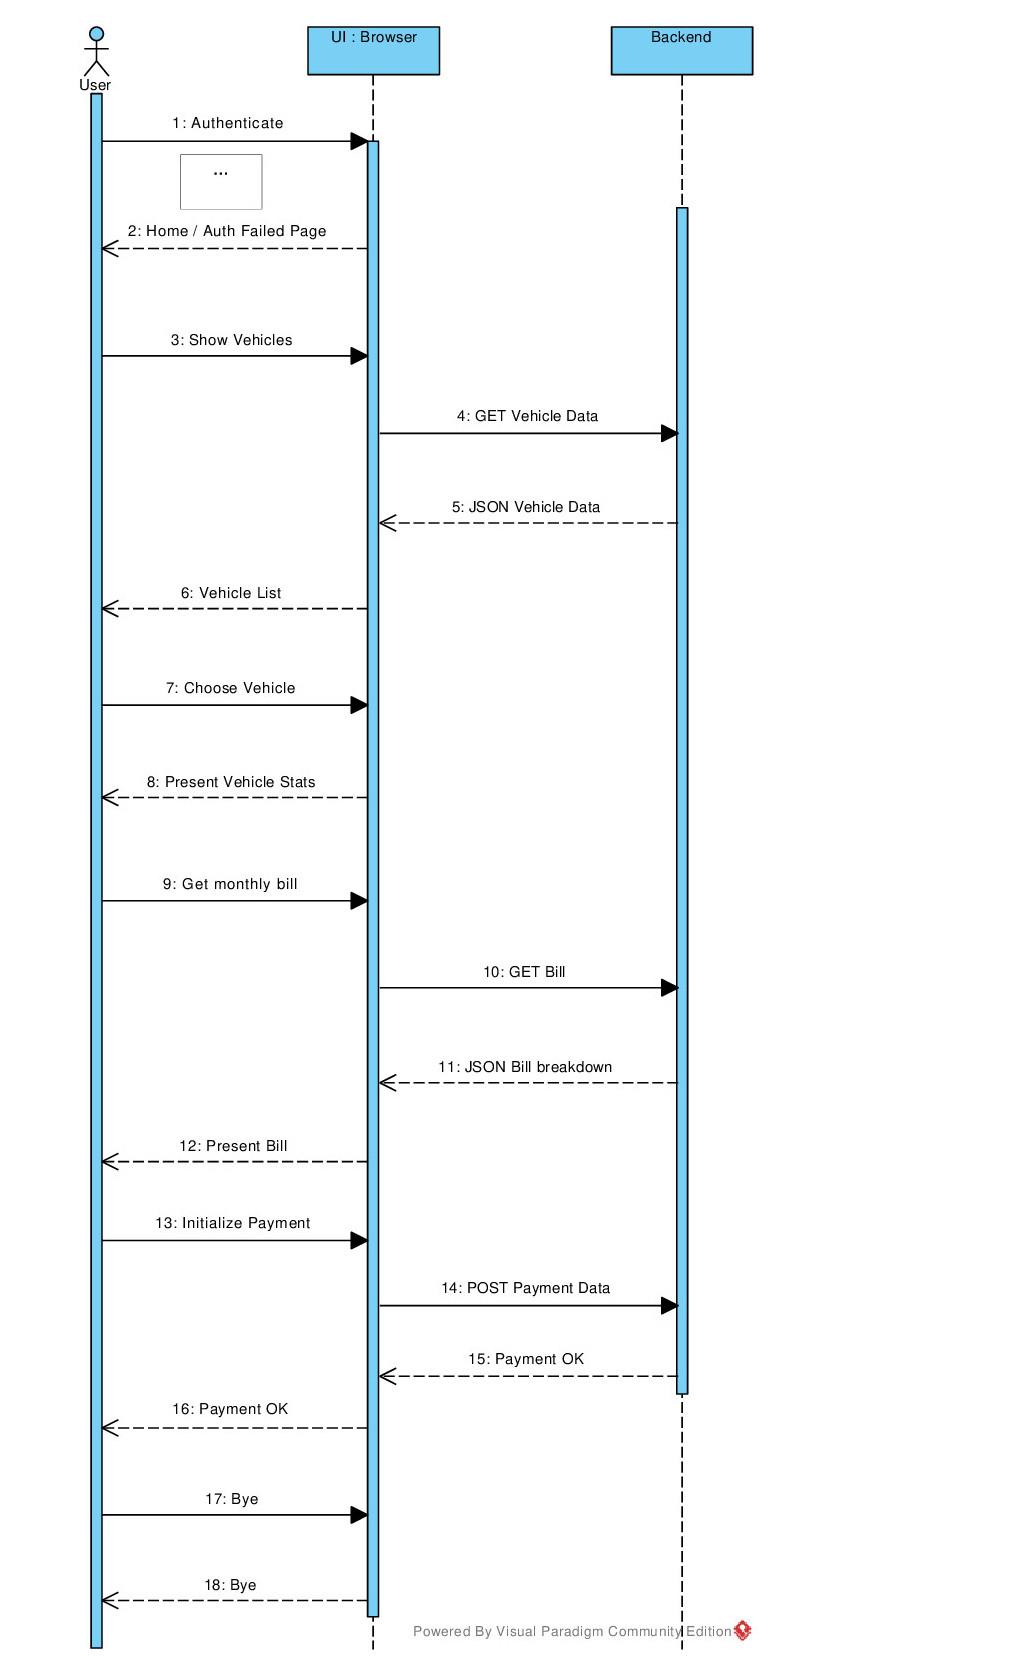 UI : Browser
Backend
User
1: Authenticate
...
2: Home / Auth Failed Page
3: Show Vehicles
4: GET Vehicle Data
5: JSON Vehicle Data
6: Vehicle List
7: Choose Vehicle
8: Present Vehicle Stats
9: Get monthly bill
10: GET Bill
11: JSON Bill breakdown
12: Present Bill
13: Initialize Payment
14: POST Payment Data
15: Payment OK
16: Payment OK
17: Bye
18: Bye
Powered By Visual Paradigm Community Edition